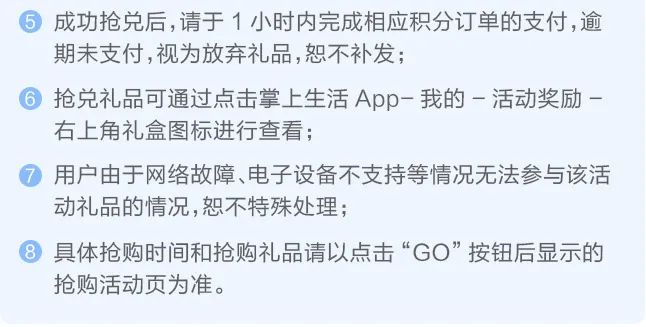 5 成功抢兑后,请于 1 小时内完成相应积分订单的支付,逾
期未支付,视为放弃礼品,恕不补发;
6 抢兑礼品可通过点击掌上生活 App- 我的 - 活动奖励 -
右上角礼盒图标进行查看;
7 用户由于网络故障、电子设备不支持等情况无法参与该活
动礼品的情况,恕不特殊处理;
8 具体抢购时间和抢购礼品请以点击 “GO” 按钮后显示的
抢购活动页为准。